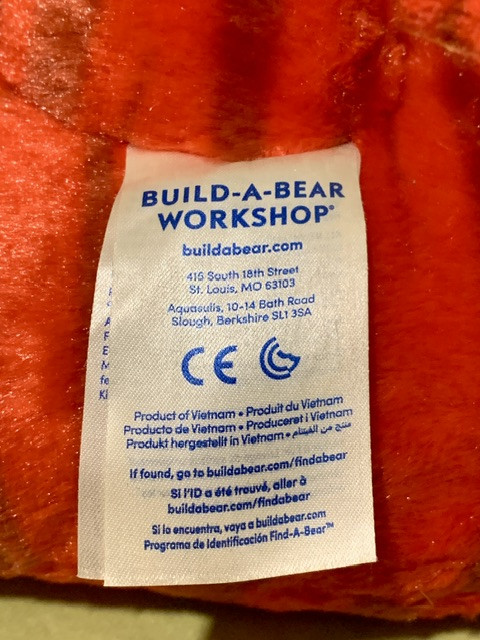 BUILD-A-BEAR
WORKSHOP®
buildabear.com
415 South 18th Street
St. Louis, MO 63103
Aquasulis, 10-14 Bath Road
Slough, Berkshire SL1 3SA
CE
Product of Vietnam • Produit du Vietnam
Producto de Vietnam • Produceret i Vietnam
Produkt hergestellt in Vietnam • منتج من الفيتنام
If found, go to buildabear.com/findabear
Si l'ID a été trouvé, aller à
buildabear.com/findabear
Si lo encuentra, vaya a buildabear.com
Programa de Identificación Find-A-Bear™